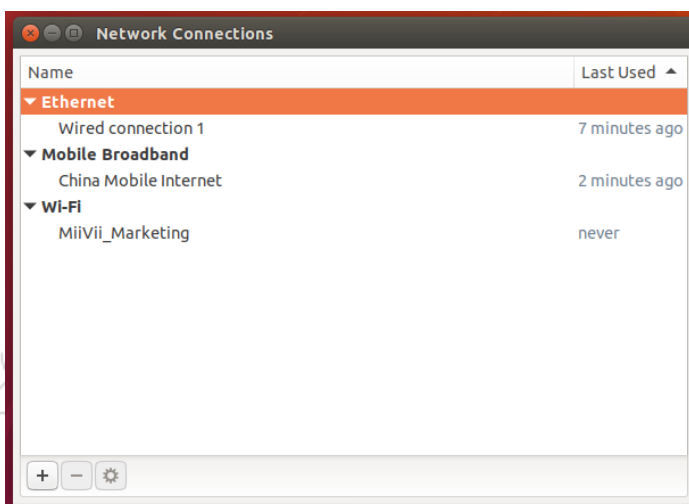 Network Connections
Name Last Used
Ethernet
Wired connection 1 7 minutes ago
Mobile Broadband
China Mobile Internet 2 minutes ago
Wi-Fi
MiiVii_Marketing never